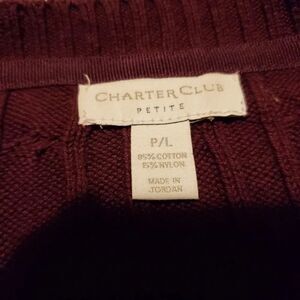 CHARTER CLUB
PETITE
P/L
85% COTTON
15% NYLON
MADE IN
JORDAN